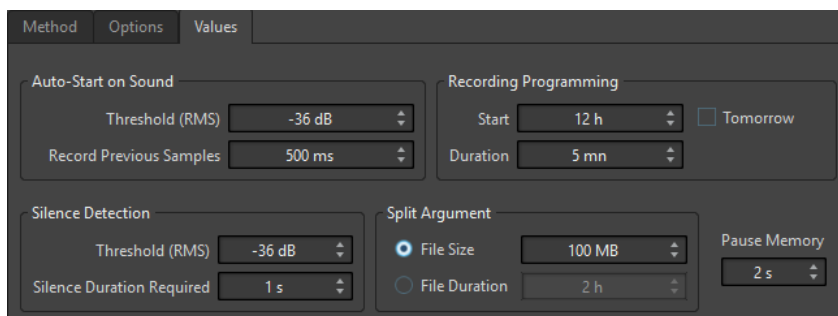 Method Options Values
Auto-Start on Sound
Threshold (RMS) -36 dB
Record Previous Samples 500 ms
Recording Programming
Start 12 h Tomorrow
Duration 5 mn
Silence Detection
Threshold (RMS) -36 dB
Silence Duration Required 1 s
Split Argument
File Size 100 MB
File Duration 2 h
Pause Memory
2 s